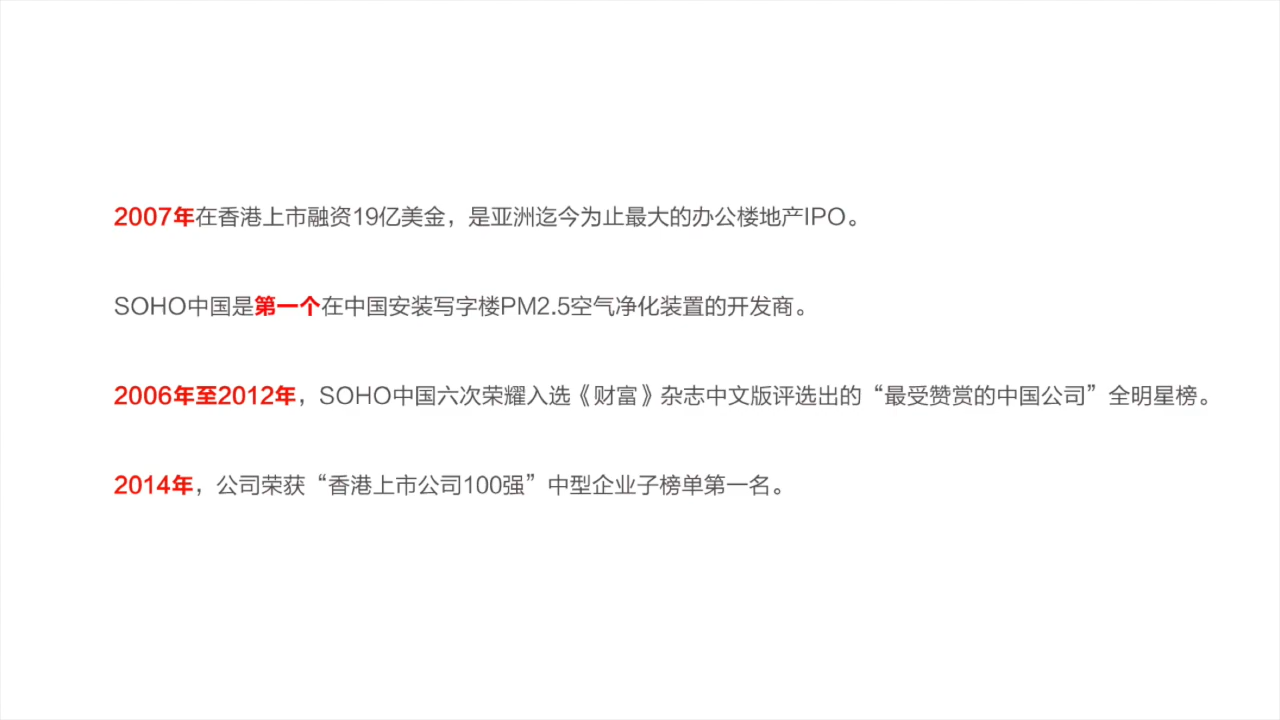 2007年在香港上市融资19亿美金，是亚洲迄今为止最大的办公楼地产IPO。
SOHO中国是第一个在中国安装写字楼PM2.5空气净化装置的开发商。
2006年至2012年，SOHO中国六次荣耀入选《财富》杂志中文版评选出的“最受赞赏的中国公司”全明星榜。
2014年，公司荣获“香港上市公司100强”中型企业子榜单第一名。